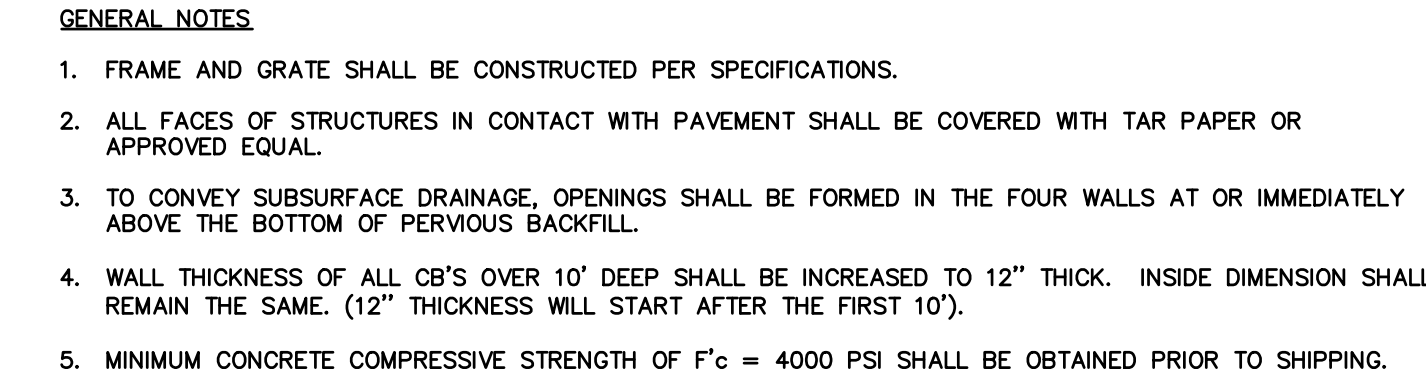 GENERAL NOTES
1. FRAME AND GRATE SHALL BE CONSTRUCTED PER SPECIFICATIONS.
2. ALL FACES OF STRUCTURES IN CONTACT WITH PAVEMENT SHALL BE COVERED WITH TAR PAPER OR
APPROVED EQUAL.
3. TO CONVEY SUBSURFACE DRAINAGE, OPENINGS SHALL BE FORMED IN THE FOUR WALLS AT OR IMMEDIATELY
ABOVE THE BOTTOM OF PERVIOUS BACKFILL.
4. WALL THICKNESS OF ALL CB'S OVER 10' DEEP SHALL BE INCREASED TO 12" THICK. INSIDE DIMENSION SHALL
REMAIN THE SAME. (12" THICKNESS WILL START AFTER THE FIRST 10').
5. MINIMUM CONCRETE COMPRESSIVE STRENGTH OF F'c = 4000 PSI SHALL BE OBTAINED PRIOR TO SHIPPING.